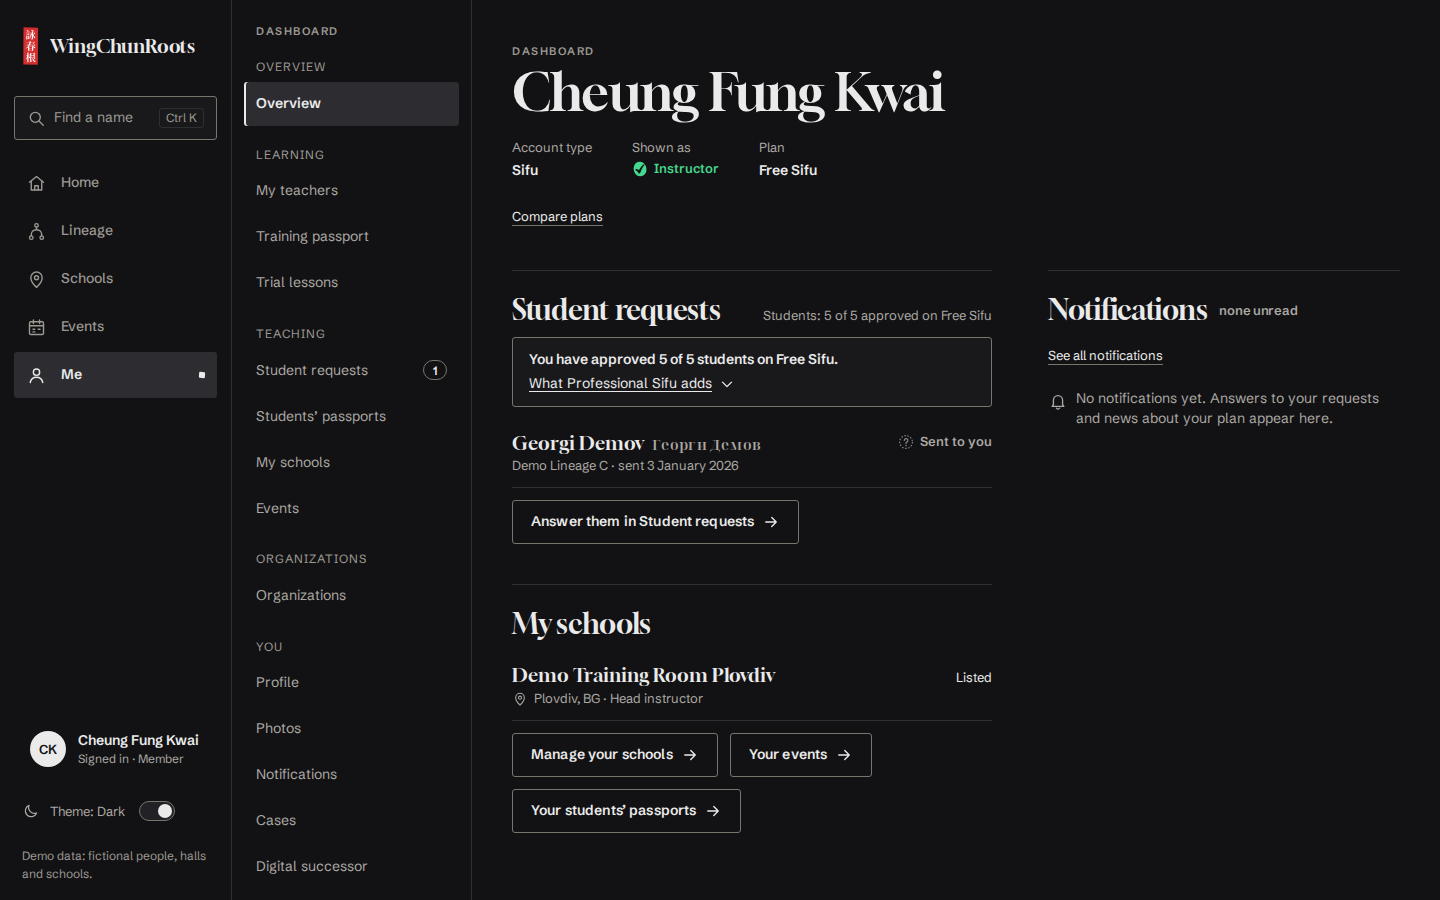 詠春根
WingChunRoots
Find a name
Ctrl K
Home
Lineage
Schools
Events
Me
CK
Cheung Fung Kwai
Signed in · Member
Theme: Dark
Demo data: fictional people, halls
and schools.
DASHBOARD
OVERVIEW
Overview
LEARNING
My teachers
Training passport
Trial lessons
TEACHING
Student requests
1
Students’ passports
My schools
Events
ORGANIZATIONS
Organizations
YOU
Profile
Photos
Notifications
Cases
Digital successor
DASHBOARD
Cheung Fung Kwai
Account type
Sifu
Shown as
Instructor
Plan
Free Sifu
Compare plans
Student requests
Students: 5 of 5 approved on Free Sifu
You have approved 5 of 5 students on Free Sifu.
What Professional Sifu adds
Georgi Demov Георги Демов
Sent to you
Demo Lineage C · sent 3 January 2026
Answer them in Student requests
My schools
Demo Training Room Plovdiv
Listed
Plovdiv, BG · Head instructor
Manage your schools
Your events
Your students’ passports
Notifications
none unread
See all notifications
No notifications yet. Answers to your requests
and news about your plan appear here.